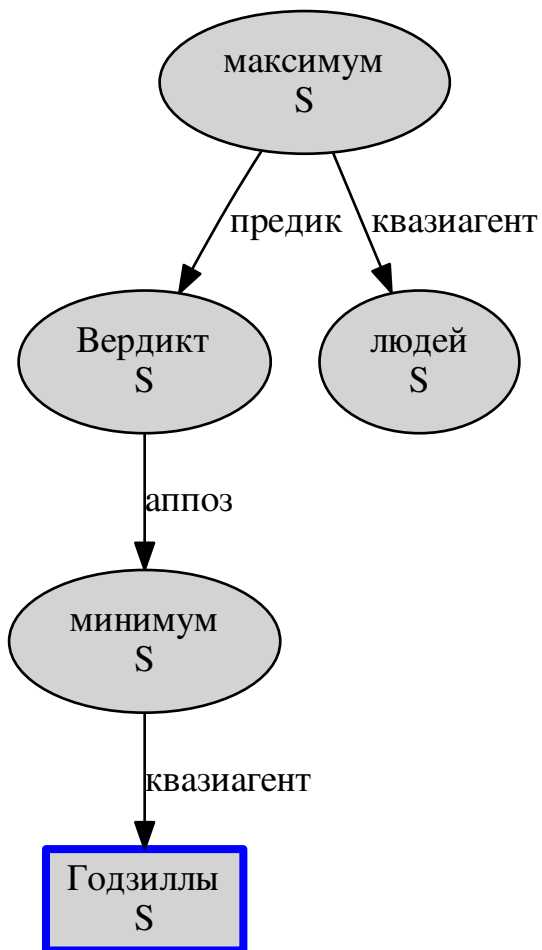 максимум
S
предик
квазиагент
Вердикт
S
людей
S
аппоз
минимум
S
квазиагент
Годзиллы
S